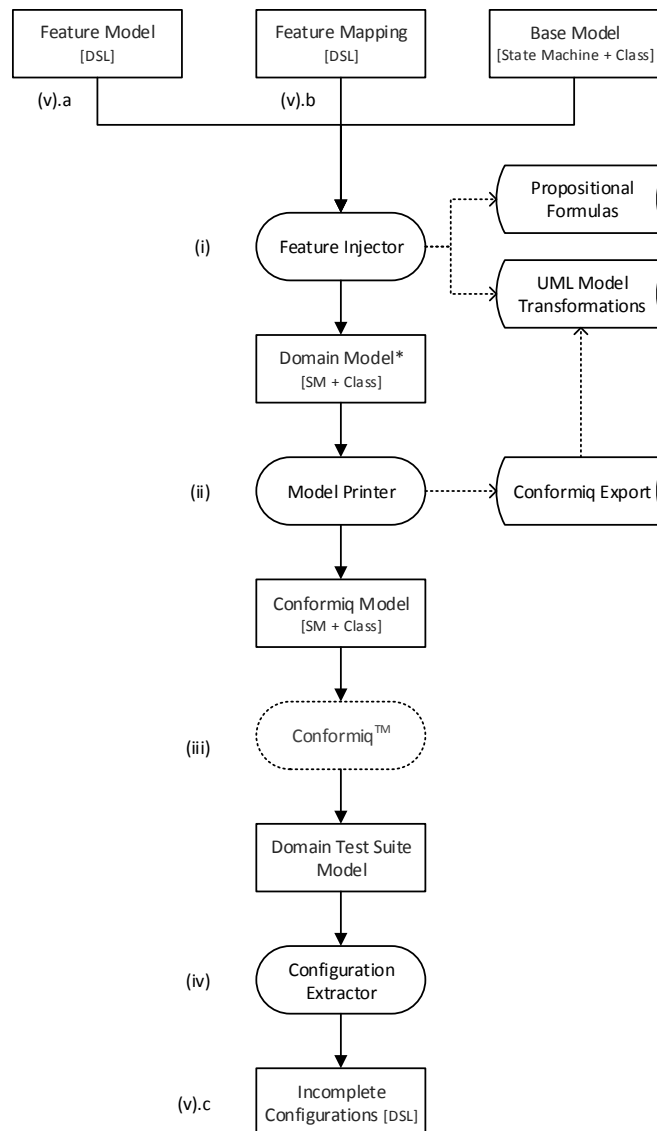 Feature Model
[DSL]
Feature Mapping
[DSL]
Base Model
[State Machine + Class]
(v).a
(v).b
Propositional
Formulas
(i)
Feature Injector
UML Model
Transformations
Domain Model*
[SM + Class]
(ii)
Model Printer
Conformiq Export
Conformiq Model
[SM + Class]
(iii)
Conformiq™
Domain Test Suite
Model
(iv)
Configuration
Extractor
(v).c
Incomplete
Configurations [DSL]